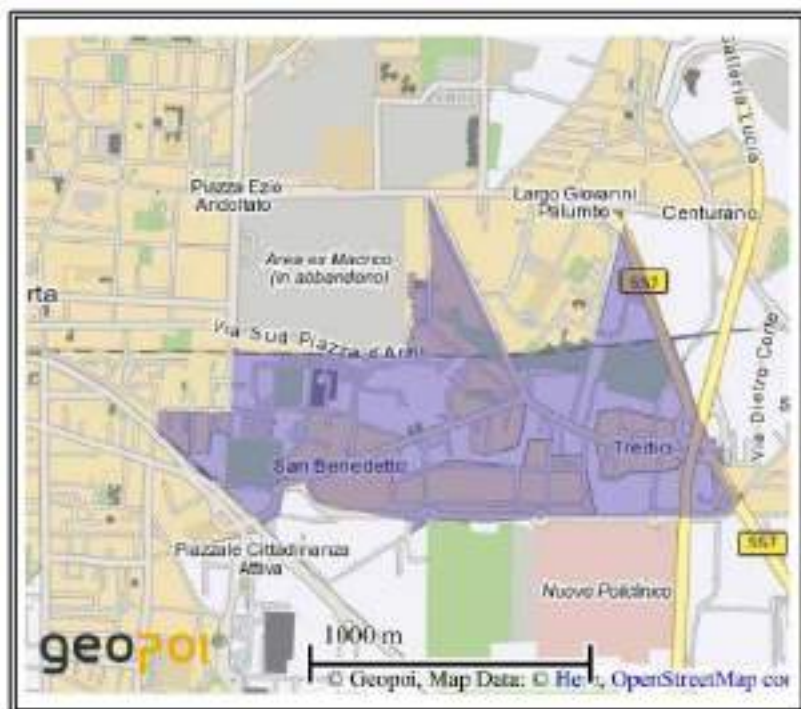 Galleria Lucio
Piazza Ezio
Andolfato
Largo Giovanni
Palumbo
Centurano
Area ex Macrico
(in abbandono)
557
rta
Via Sud Piazza d'Armi
Via Dietro Corte
San Benedetto
Tredici
Piazzale Cittadinanza
Attiva
557
Nuovo Policlinico
geopoi
1000 m
© Geopoi, Map Data: © Here, OpenStreetMap con